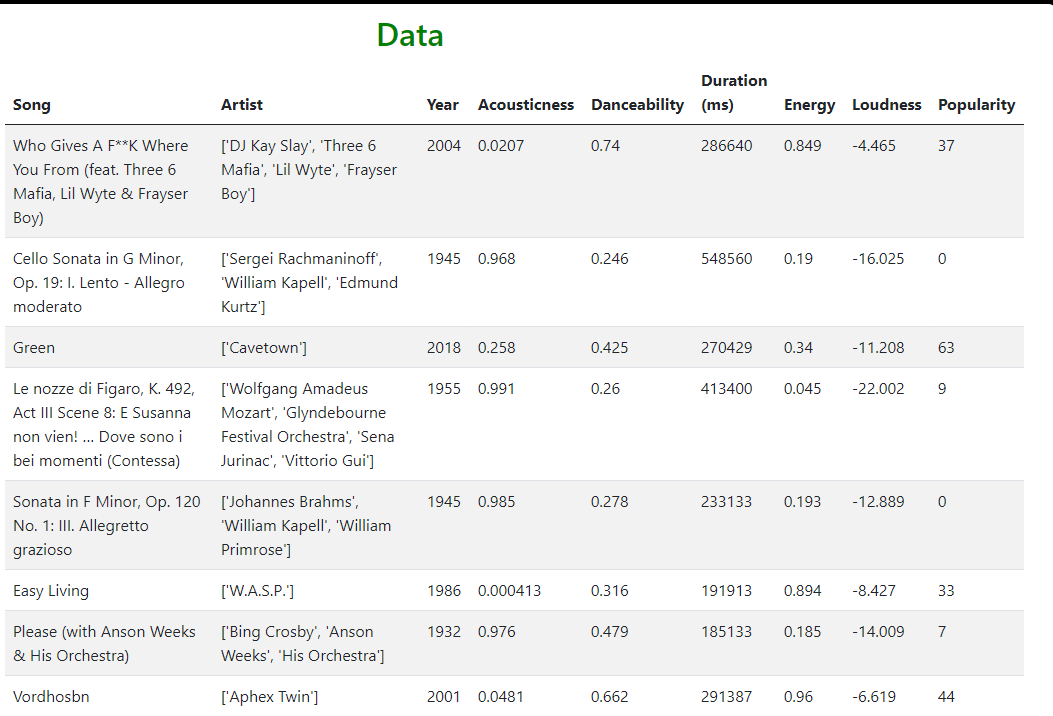 Data
Song Artist Year Acousticness Danceability Duration (ms) Energy Loudness Popularity
Who Gives A F**K Where You From (feat. Three 6 Mafia, Lil Wyte & Frayser Boy) ['DJ Kay Slay', 'Three 6 Mafia', 'Lil Wyte', 'Frayser Boy'] 2004 0.0207 0.74 286640 0.849 -4.465 37
Cello Sonata in G Minor, Op. 19: I. Lento - Allegro moderato ['Sergei Rachmaninoff', 'William Kapell', 'Edmund Kurtz'] 1945 0.968 0.246 548560 0.19 -16.025 0
Green ['Cavetown'] 2018 0.258 0.425 270429 0.34 -11.208 63
Le nozze di Figaro, K. 492, Act III Scene 8: E Susanna non vien! ... Dove sono i bei momenti (Contessa) ['Wolfgang Amadeus Mozart', 'Glyndebourne Festival Orchestra', 'Sena Jurinac', 'Vittorio Gui'] 1955 0.991 0.26 413400 0.045 -22.002 9
Sonata in F Minor, Op. 120 No. 1: III. Allegretto grazioso ['Johannes Brahms', 'William Kapell', 'William Primrose'] 1945 0.985 0.278 233133 0.193 -12.889 0
Easy Living ['W.A.S.P.'] 1986 0.000413 0.316 191913 0.894 -8.427 33
Please (with Anson Weeks & His Orchestra) ['Bing Crosby', 'Anson Weeks', 'His Orchestra'] 1932 0.976 0.479 185133 0.185 -14.009 7
Vordhosbn ['Aphex Twin'] 2001 0.0481 0.662 291387 0.96 -6.619 44